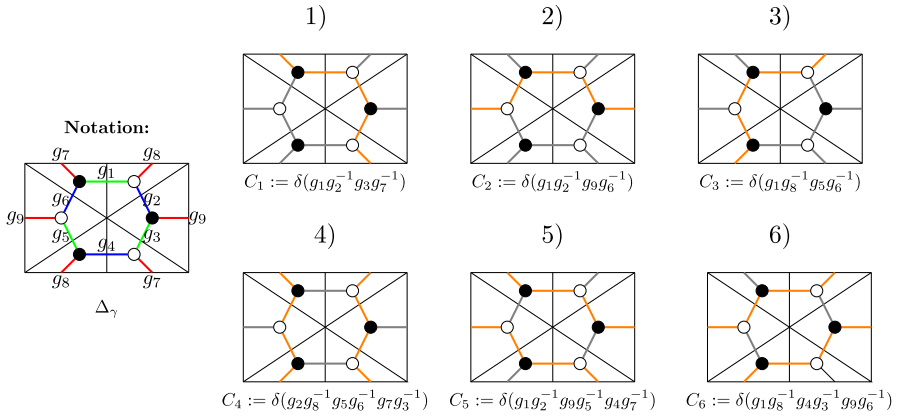 1)
2)
3)
C₁ := δ(g₁g₂⁻¹g₃g₇⁻¹)
C₂ := δ(g₁g₂⁻¹g₉g₆⁻¹)
C₃ := δ(g₁g₈⁻¹g₅g₆⁻¹)
Notation:
g₇
g₈
g₁
g₆
g₂
g₉
g₉
g₅
g₃
g₄
g₈
g₇
Δᵧ
4)
5)
6)
C₄ := δ(g₂g₈⁻¹g₅g₆⁻¹g₇g₃⁻¹)
C₅ := δ(g₁g₂⁻¹g₉g₅⁻¹g₄g₇⁻¹)
C₆ := δ(g₁g₈⁻¹g₄g₃⁻¹g₉g₆⁻¹)